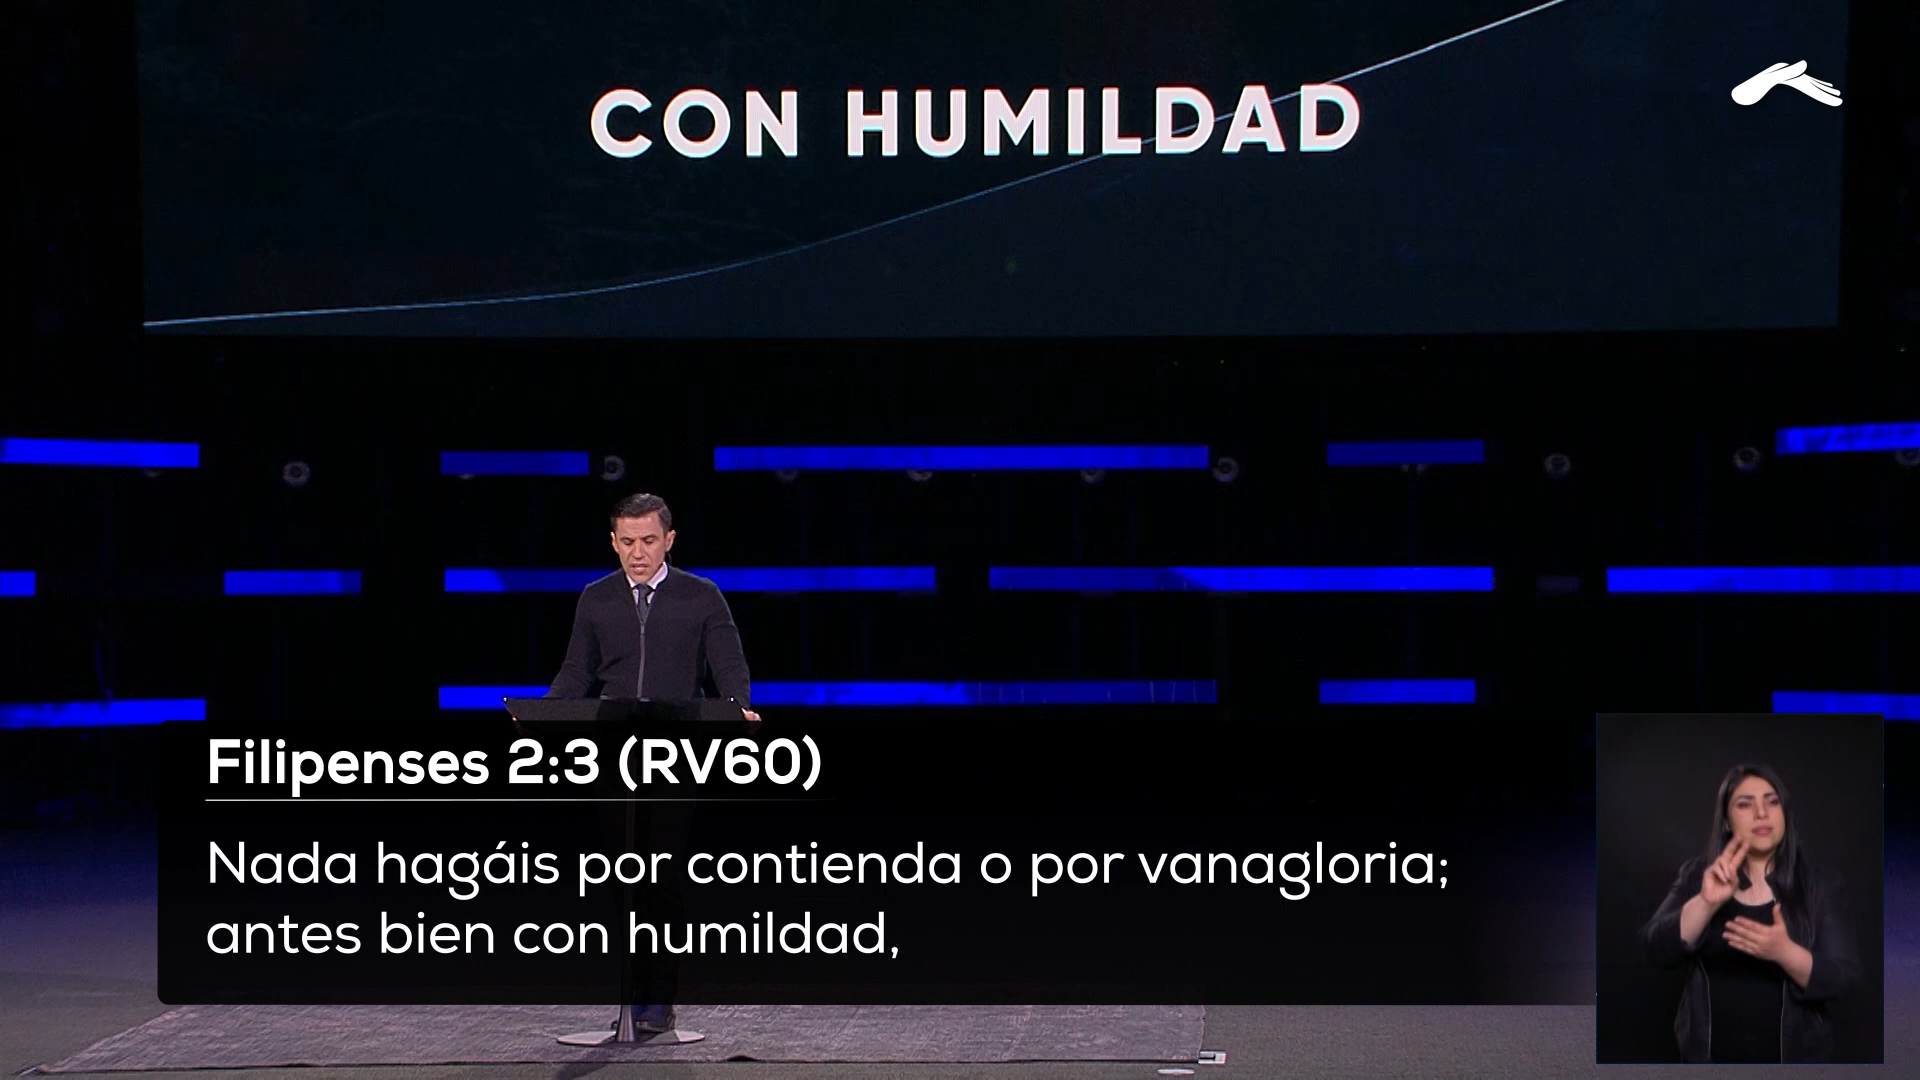 CON HUMILDAD
Filipenses 2:3 (RV60)
Nada hagáis por contienda o por vanagloria;
antes bien con humildad,